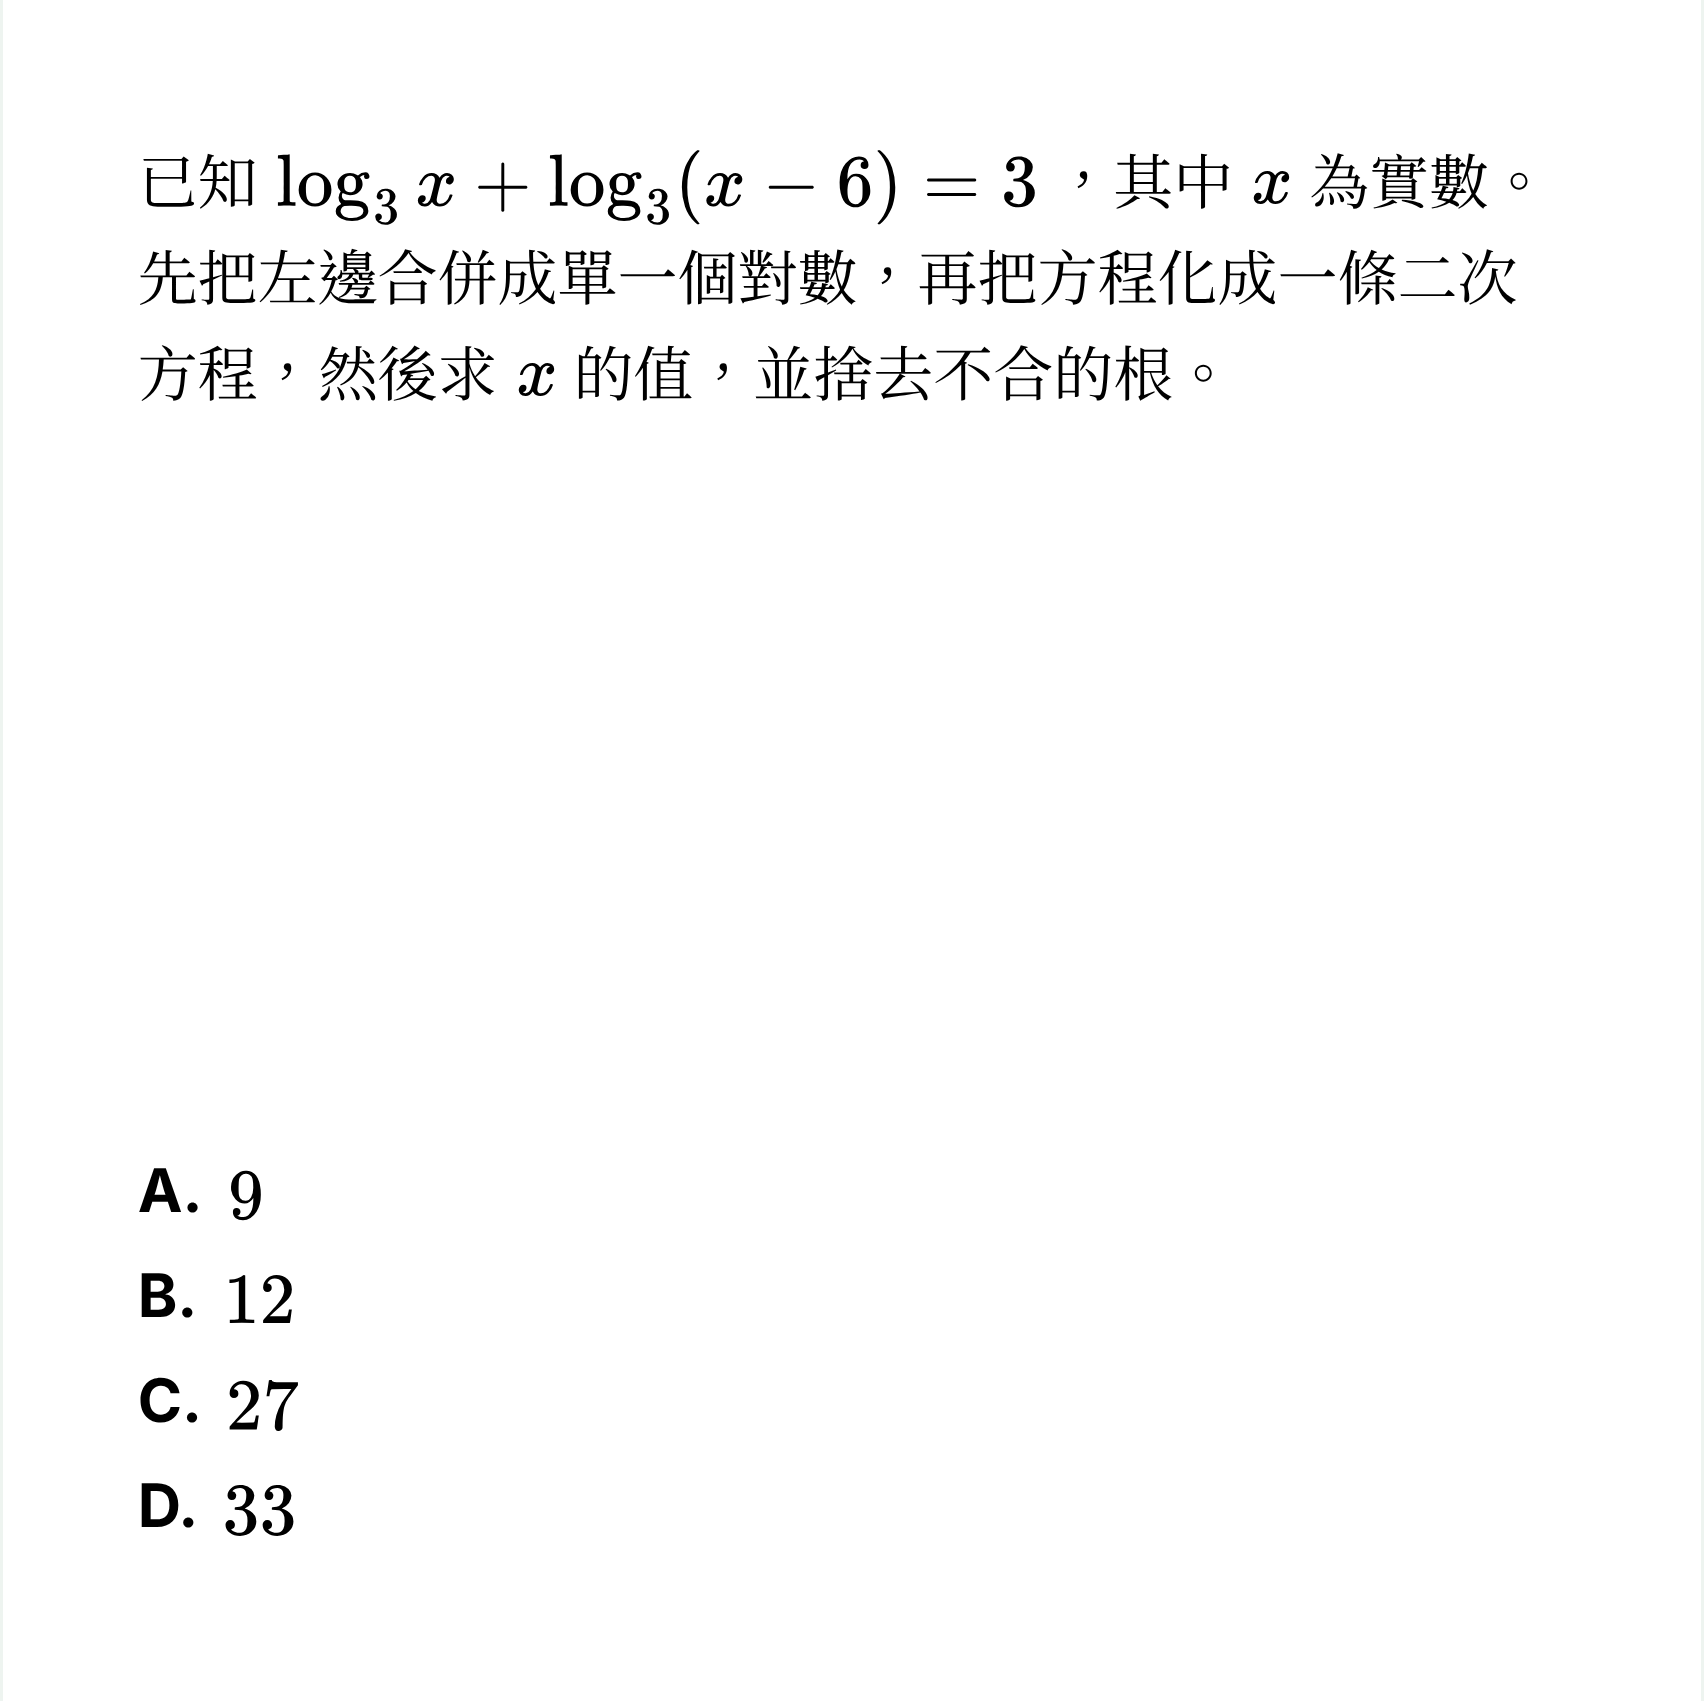 已知 log₃ x + log₃(x − 6) = 3，其中 x 為實數。
先把左邊合併成單一個對數，再把方程化成一條二次
方程，然後求 x 的值，並捨去不合的根。
A. 9
B. 12
C. 27
D. 33